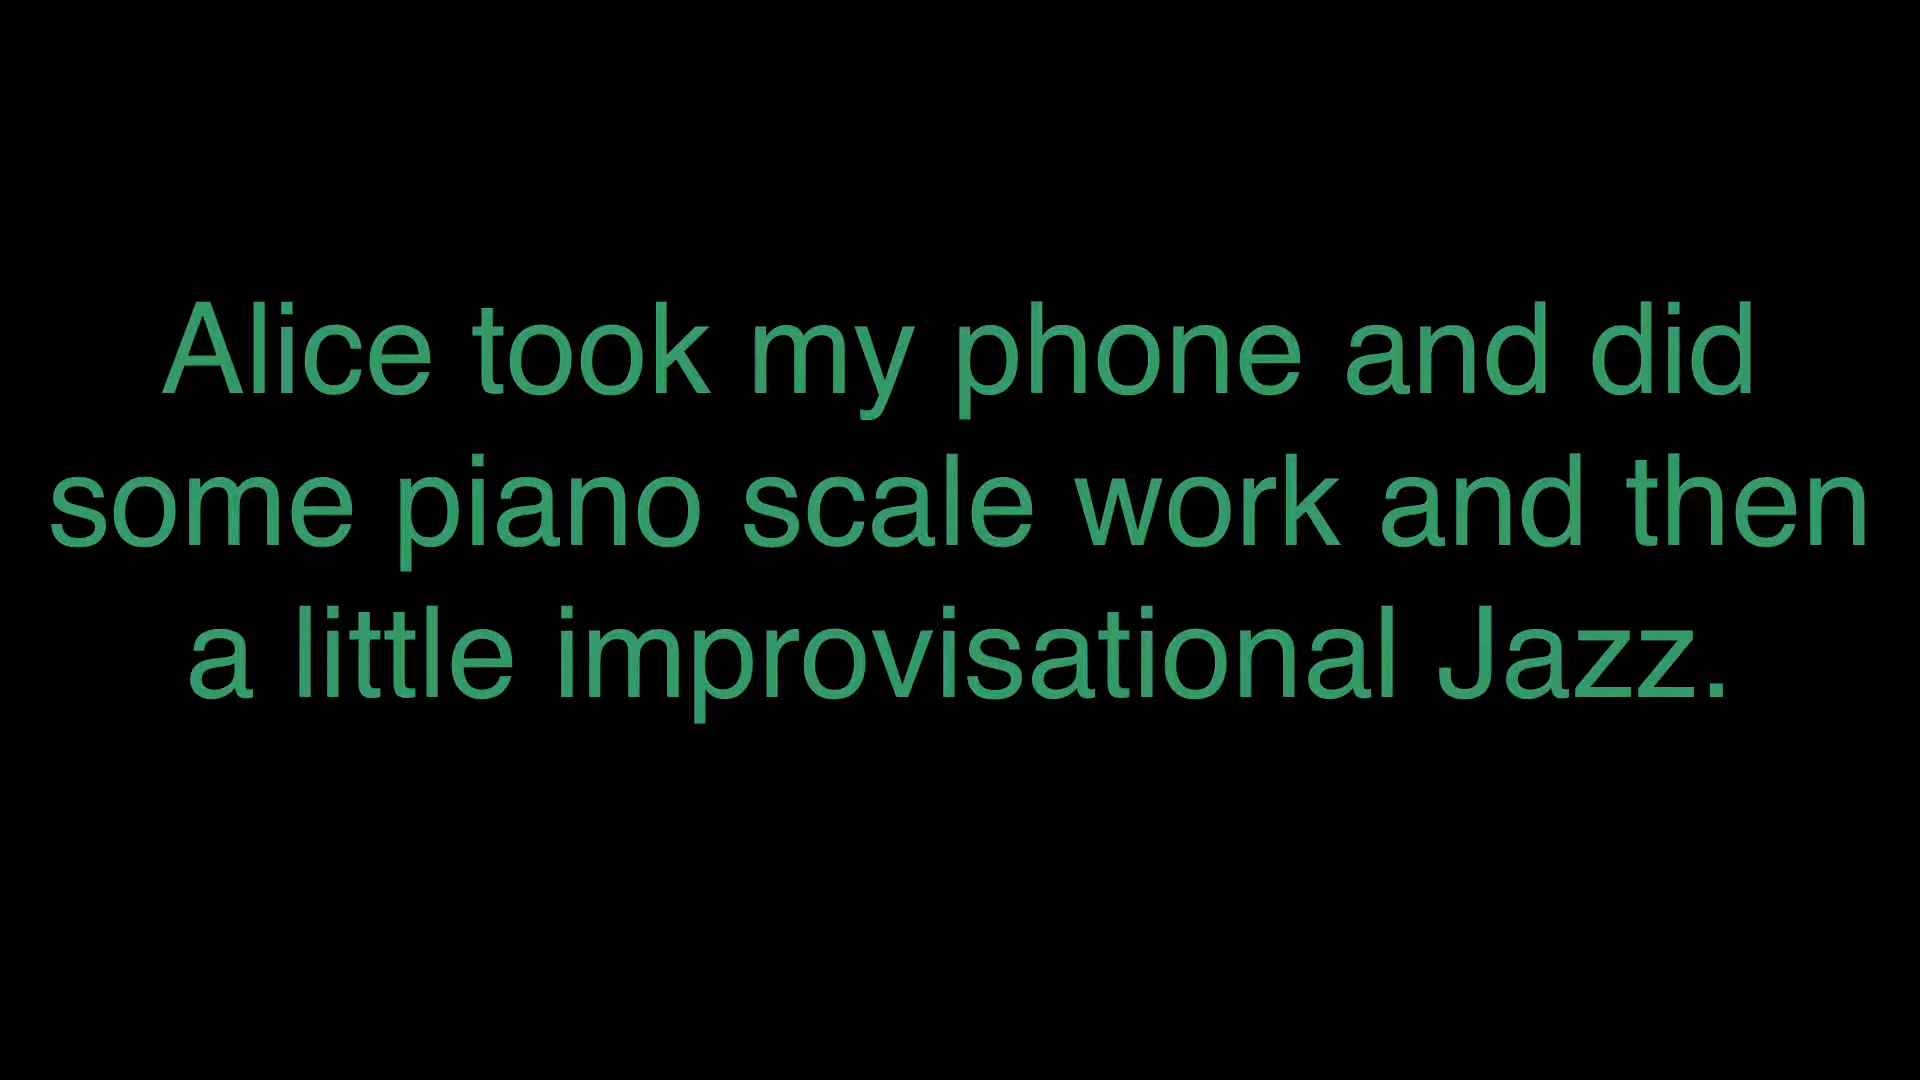 Alice took my phone and did
some piano scale work and then
a little improvisational Jazz.